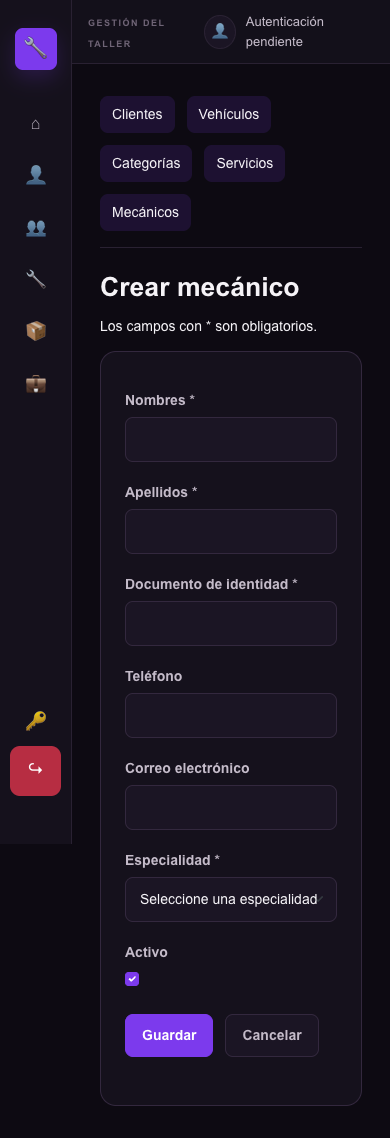 GESTIÓN DEL
TALLER
Autenticación
pendiente
Clientes
Vehículos
Categorías
Servicios
Mecánicos
Crear mecánico
Los campos con * son obligatorios.
Nombres *
Apellidos *
Documento de identidad *
Teléfono
Correo electrónico
Especialidad *
Seleccione una especialidad
Activo
Guardar
Cancelar